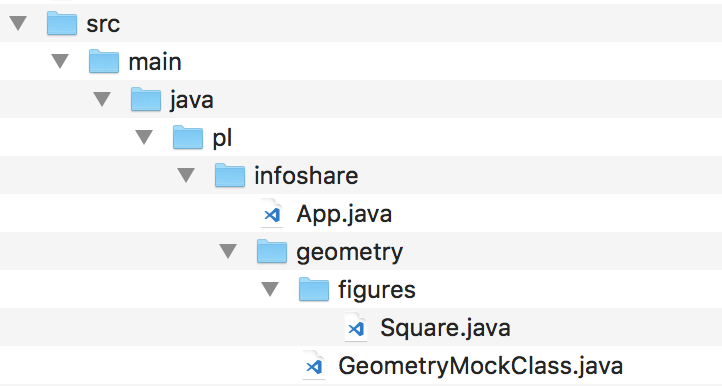 src
main
java
pl
infoshare
App.java
geometry
figures
Square.java
GeometryMockClass.java